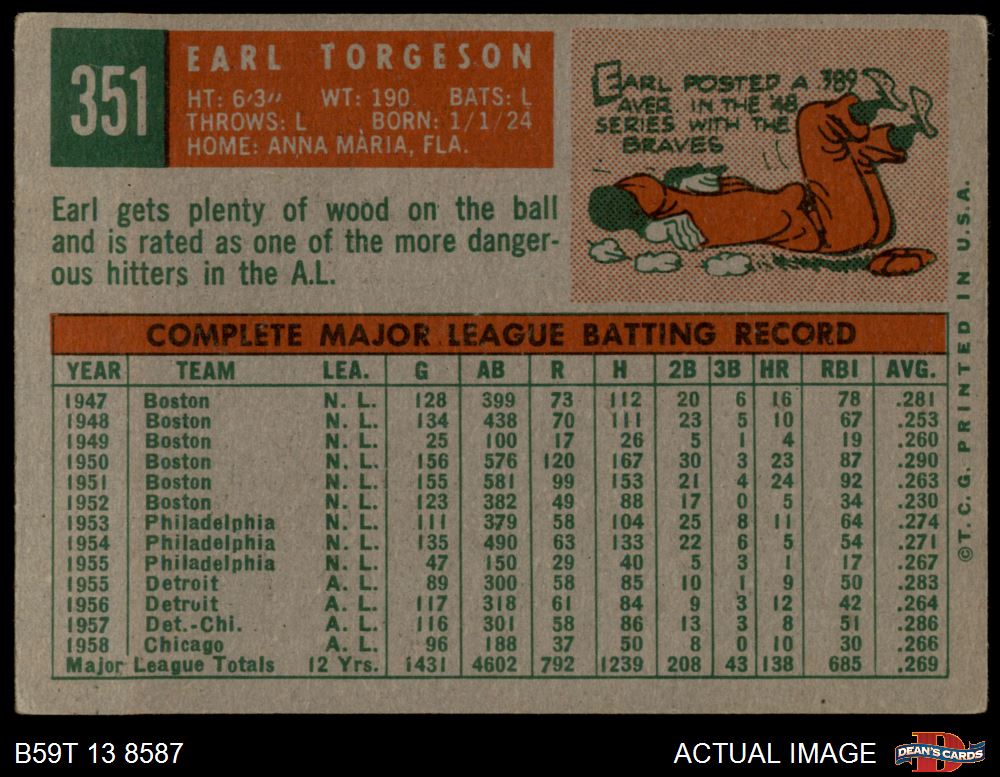 351
EARL TORGESON
HT: 6'3" WT: 190 BATS: L
THROWS: L BORN: 1/1/24
HOME: ANNA MARIA, FLA.
EARL POSTED A 389
AVER IN THE '48
SERIES WITH THE
BRAVES
Earl gets plenty of wood on the ball
and is rated as one of the more danger-
ous hitters in the A.L.
COMPLETE MAJOR LEAGUE BATTING RECORD
YEAR TEAM LEA. G AB R H 2B 3B HR RBI AVG.
1947 Boston N. L. 128 399 73 112 20 6 16 78 .281
1948 Boston N. L. 134 438 70 111 23 5 10 67 .253
1949 Boston N. L. 25 100 17 26 5 1 4 19 .260
1950 Boston N. L. 156 576 120 167 30 3 23 87 .290
1951 Boston N. L. 155 581 99 153 21 4 24 92 .263
1952 Boston N. L. 123 382 49 88 17 0 5 34 .230
1953 Philadelphia N. L. 111 379 58 104 25 8 11 64 .274
1954 Philadelphia N. L. 135 490 63 133 22 6 5 54 .271
1955 Philadelphia N. L. 47 150 29 40 5 3 1 17 .267
1955 Detroit A. L. 89 300 58 85 10 1 9 50 .283
1956 Detroit A. L. 117 318 61 84 9 3 12 42 .264
1957 Det.-Chi. A. L. 116 301 58 86 13 3 8 51 .286
1958 Chicago A. L. 96 188 37 50 8 0 10 30 .266
Major League Totals 12 Yrs. 1431 4602 792 1239 208 43 138 685 .269
©T. C. G. PRINTED IN U.S.A.
B59T 13 8587
ACTUAL IMAGE
DEAN'S CARDS